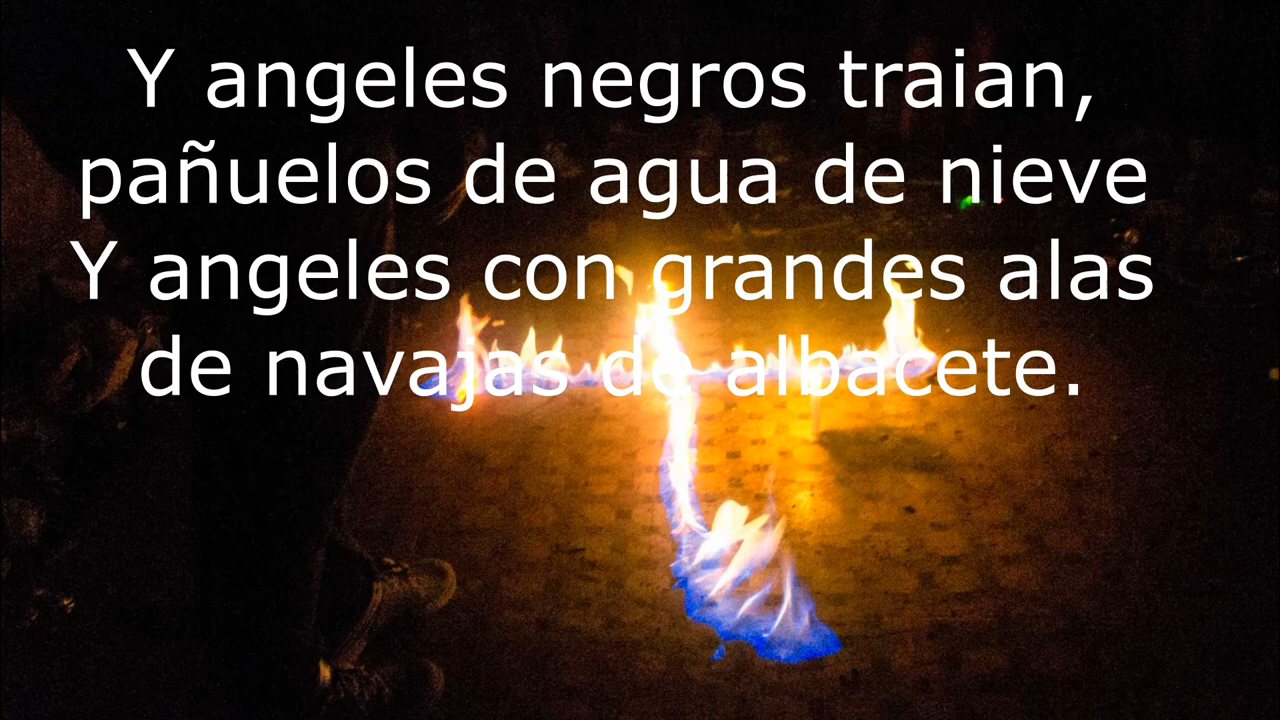 Y angeles negros traian,
pañuelos de agua de nieve
Y angeles con grandes alas
de navajas de albacete.